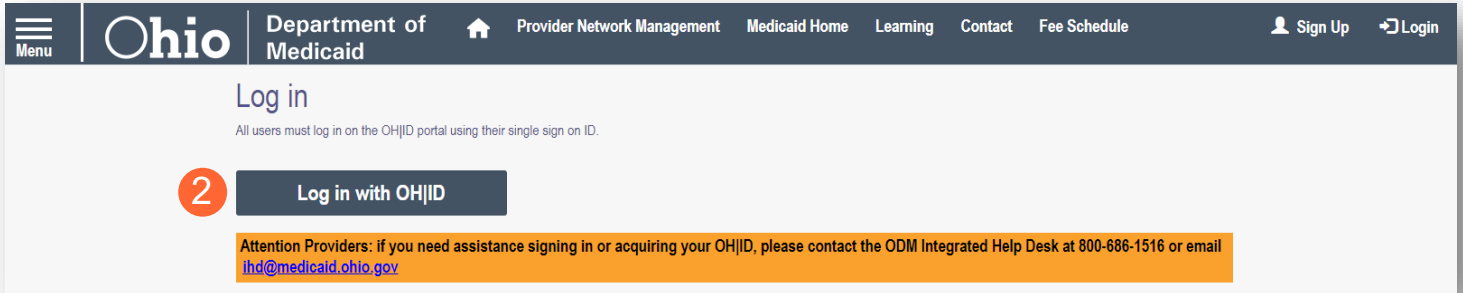 Menu
Ohio
Department of
Medicaid
Provider Network Management
Medicaid Home
Learning
Contact
Fee Schedule
Sign Up
Login
Log in
All users must log in on the OH|ID portal using their single sign on ID.
2
Log in with OH|ID
Attention Providers: if you need assistance signing in or acquiring your OH|ID, please contact the ODM Integrated Help Desk at 800-686-1516 or email
ihd@medicaid.ohio.gov